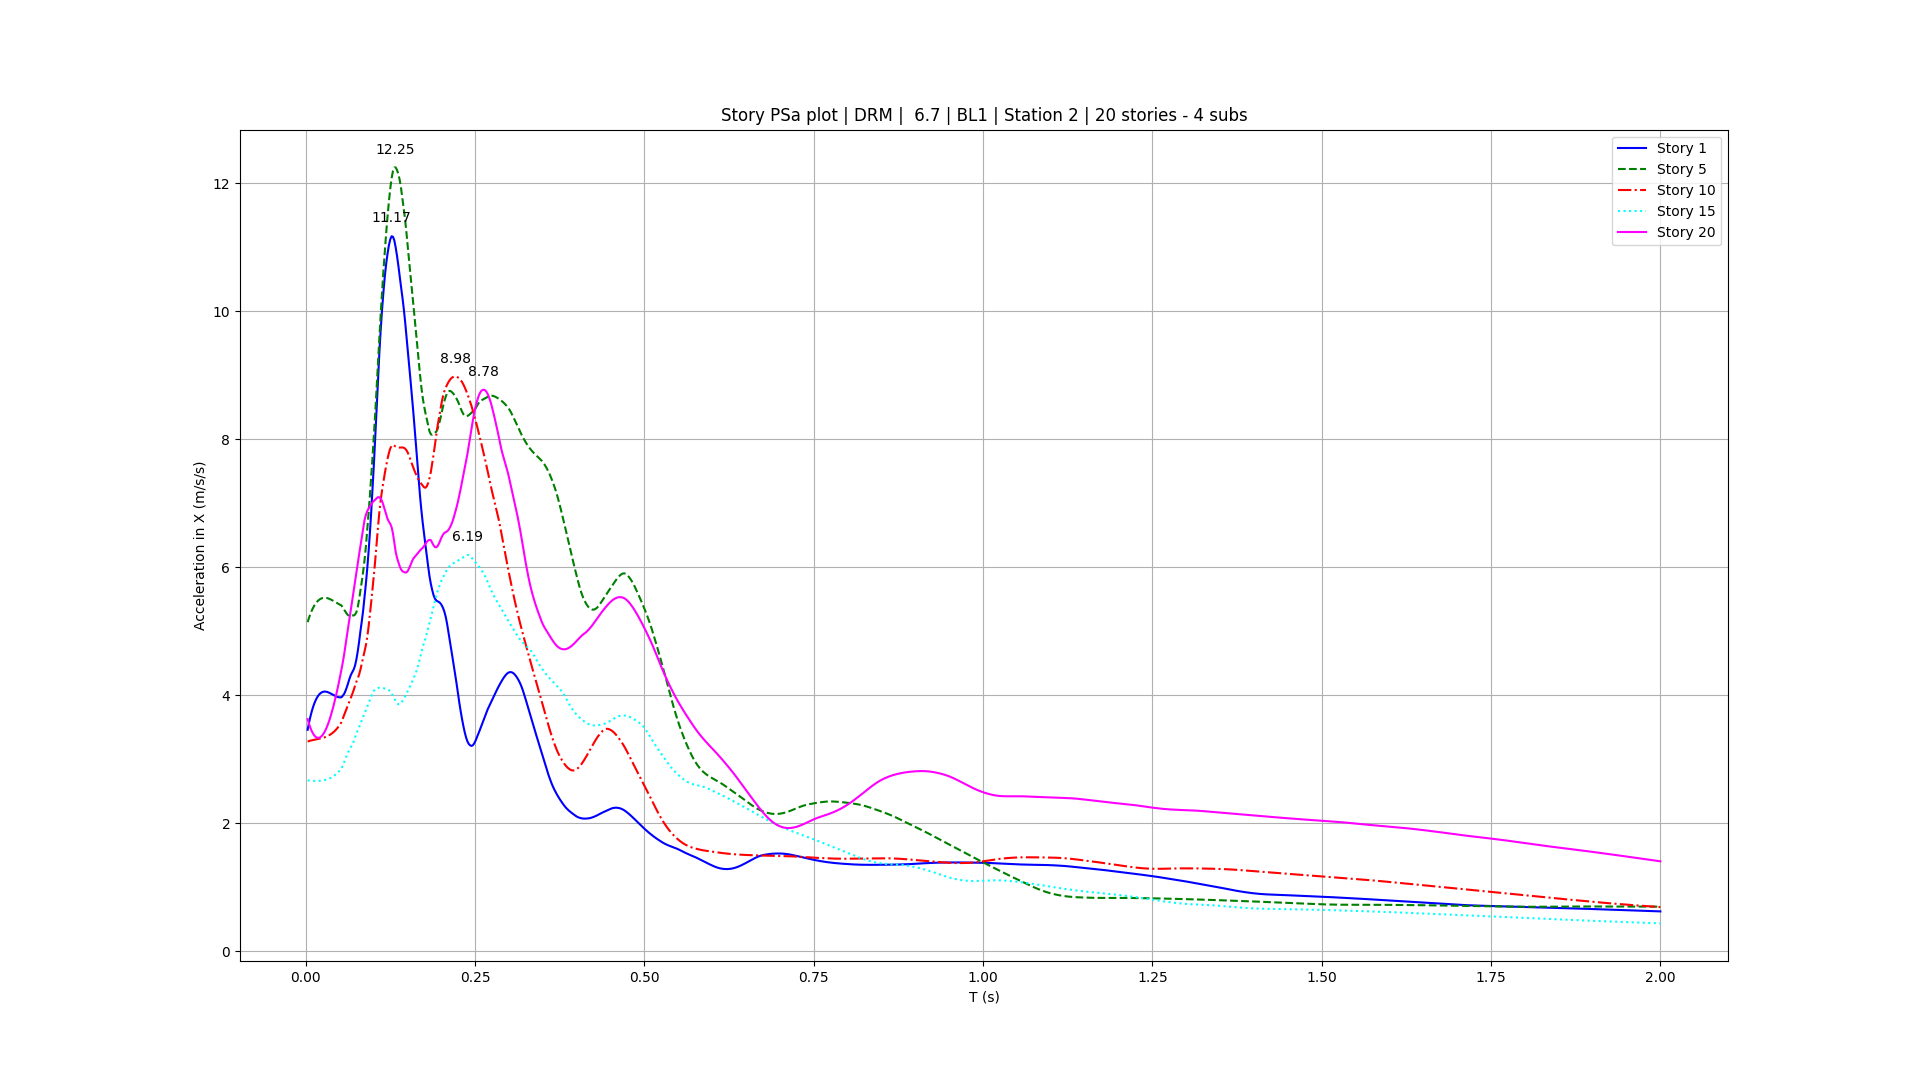 Story PSa plot | DRM |  6.7 | BL1 | Station 2 | 20 stories - 4 subs
12.25
11.17
8.98
8.78
6.19
Story 1
Story 5
Story 10
Story 15
Story 20
Acceleration in X (m/s/s)
12
10
8
6
4
2
0
0.00 0.25 0.50 0.75 1.00 1.25 1.50 1.75 2.00
T (s)